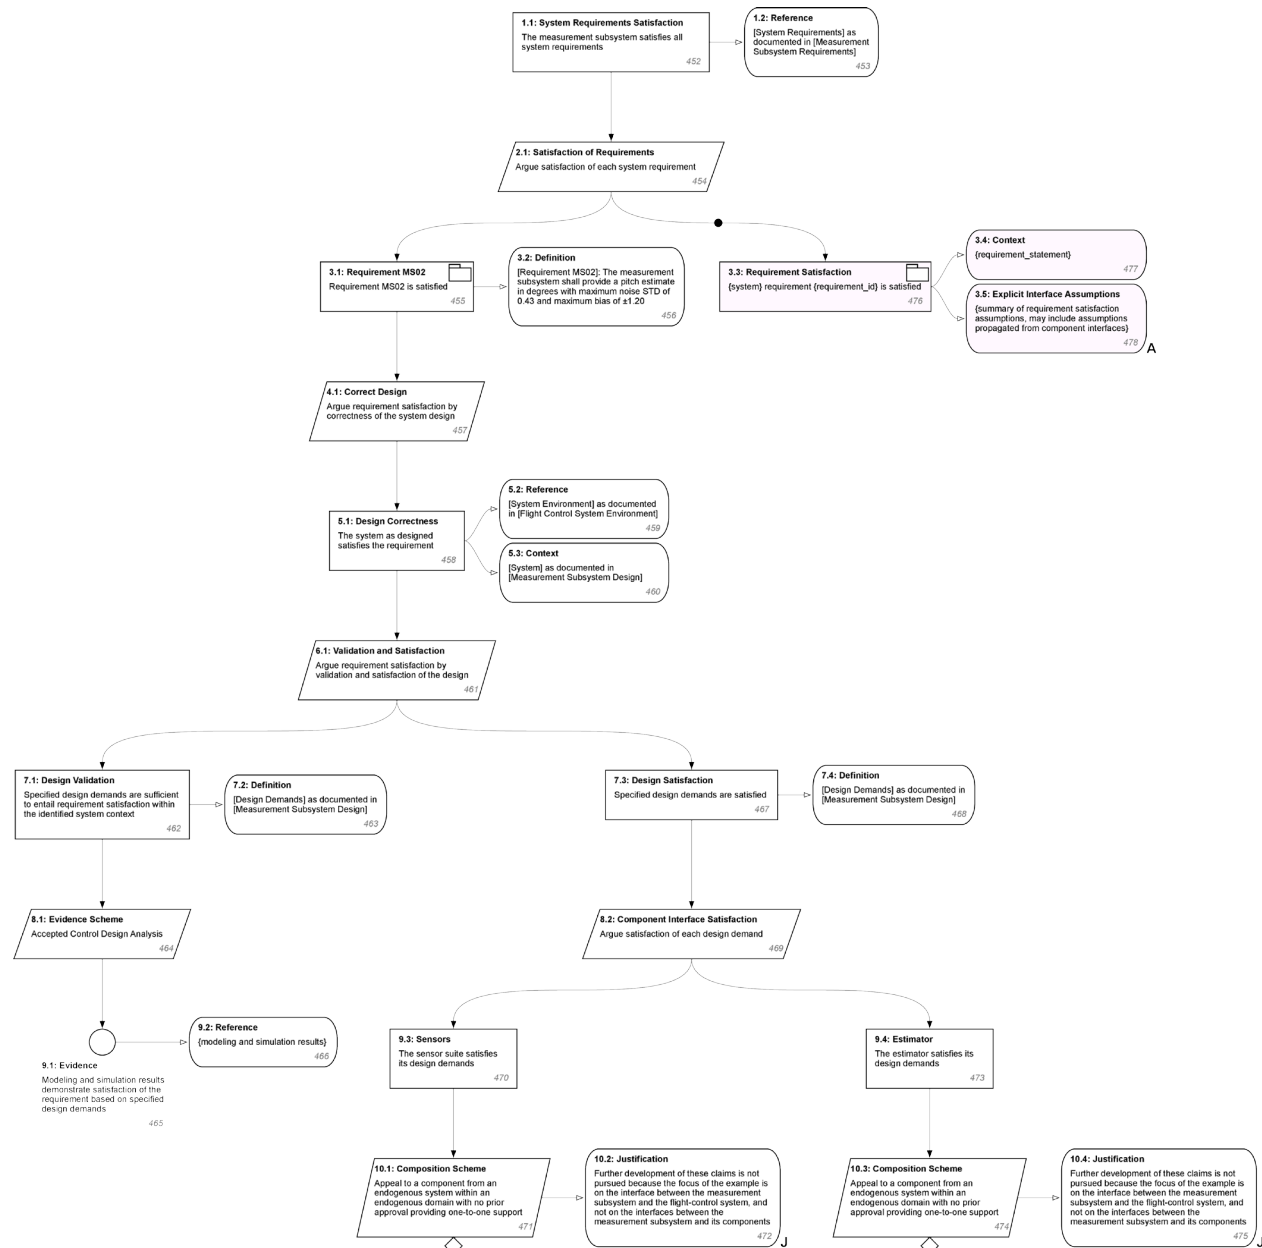 1.1: System Requirements Satisfaction
The measurement subsystem satisfies all
system requirements
452
1.2: Reference
[System Requirements] as
documented in [Measurement
Subsystem Requirements]
453
2.1: Satisfaction of Requirements
Argue satisfaction of each system requirement
454
3.1: Requirement MS02
Requirement MS02 is satisfied
455
3.2: Definition
[Requirement MS02]: The measurement
subsystem shall provide a pitch estimate
in degrees with maximum noise STD of
0.43 and maximum bias of ±1.20
456
3.3: Requirement Satisfaction
{system} requirement {requirement_id} is satisfied
476
3.4: Context
{requirement_statement}
477
3.5: Explicit Interface Assumptions
{summary of requirement satisfaction
assumptions, may include assumptions
propagated from component interfaces}
478
A
4.1: Correct Design
Argue requirement satisfaction by
correctness of the system design
457
5.1: Design Correctness
The system as designed
satisfies the requirement
458
5.2: Reference
[System Environment] as documented
in [Flight Control System Environment]
459
5.3: Context
[System] as documented in
[Measurement Subsystem Design]
460
6.1: Validation and Satisfaction
Argue requirement satisfaction by
validation and satisfaction of the design
461
7.1: Design Validation
Specified design demands are sufficient
to entail requirement satisfaction within
the identified system context
462
7.2: Definition
[Design Demands] as documented in
[Measurement Subsystem Design]
463
7.3: Design Satisfaction
Specified design demands are satisfied
467
7.4: Definition
[Design Demands] as documented in
[Measurement Subsystem Design]
468
8.1: Evidence Scheme
Accepted Control Design Analysis
464
8.2: Component Interface Satisfaction
Argue satisfaction of each design demand
469
9.1: Evidence
Modeling and simulation results
demonstrate satisfaction of the
requirement based on specified
design demands
465
9.2: Reference
{modeling and simulation results}
466
9.3: Sensors
The sensor suite satisfies
its design demands
470
9.4: Estimator
The estimator satisfies its
design demands
473
10.1: Composition Scheme
Appeal to a component from an
endogenous system within an
endogenous domain with no prior
approval providing one-to-one support
471
10.2: Justification
Further development of these claims is not
pursued because the focus of the example is
on the interface between the measurement
subsystem and the flight-control system, and
not on the interfaces between the
measurement subsystem and its components
472
J
10.3: Composition Scheme
Appeal to a component from an
endogenous system within an
endogenous domain with no prior
approval providing one-to-one support
474
10.4: Justification
Further development of these claims is not
pursued because the focus of the example is
on the interface between the measurement
subsystem and the flight-control system, and
not on the interfaces between the
measurement subsystem and its components
475
J